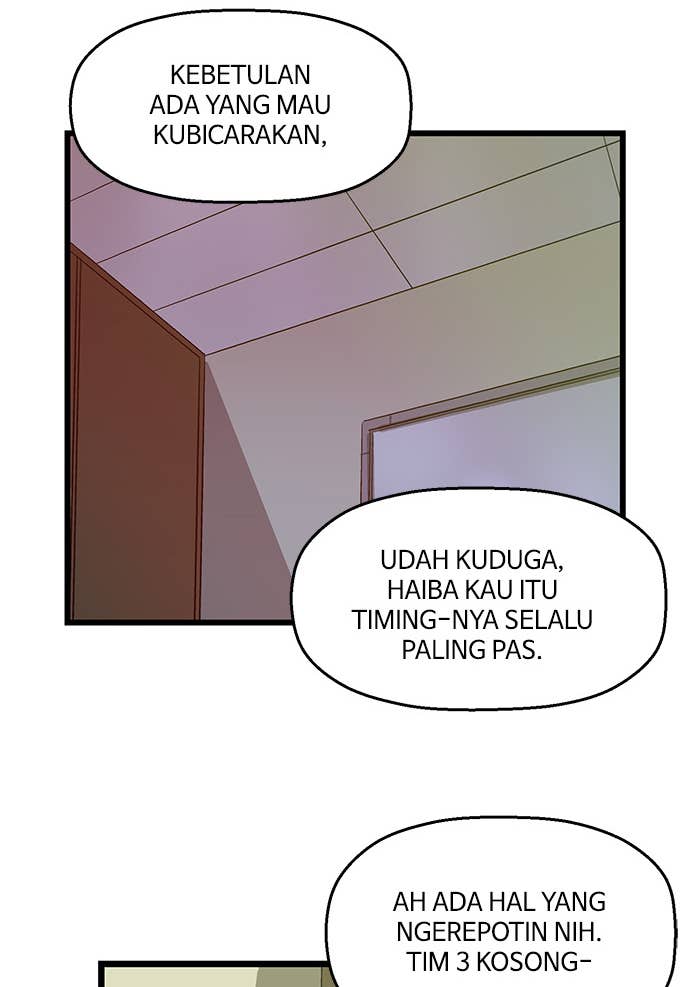 KEBETULAN
ADA YANG MAU
KUBICARAKAN,
UDAH KUDUGA,
HAIBA KAU ITU
TIMING-NYA SELALU
PALING PAS.
AH ADA HAL YANG
NGEREPOTIN NIH.
TIM 3 KOSONG-